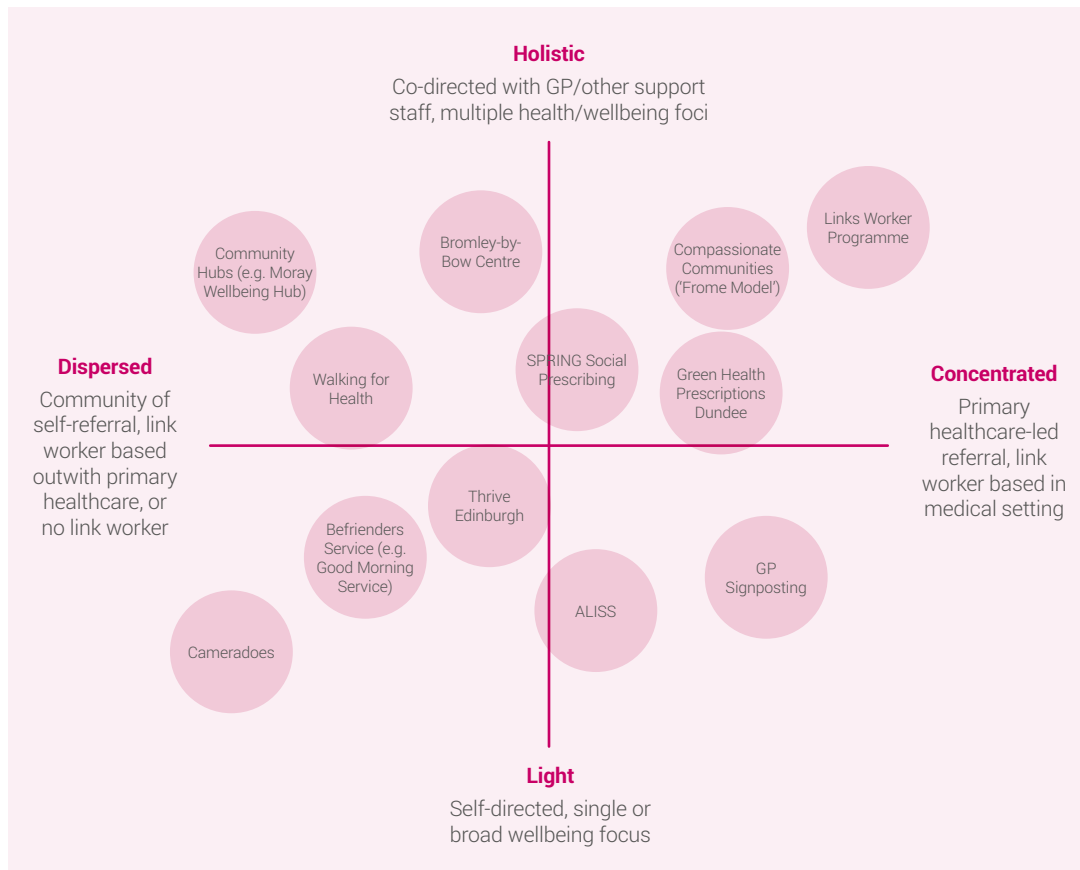 Holistic
Co-directed with GP/other support
staff, multiple health/wellbeing foci
Links Worker
Programme
Bromley-by-
Bow Centre
Compassionate
Communities
(‘Frome Model’)
Community
Hubs (e.g. Moray
Wellbeing Hub)
SPRING Social
Prescribing
Walking for
Health
Green Health
Prescriptions
Dundee
Dispersed
Community of
self-referral, link
worker based
outwith primary
healthcare, or
no link worker
Concentrated
Primary
healthcare-led
referral, link
worker based in
medical setting
Thrive
Edinburgh
Befrienders
Service (e.g.
Good Morning
Service)
GP
Signposting
ALISS
Cameradoes
Light
Self-directed, single or
broad wellbeing focus